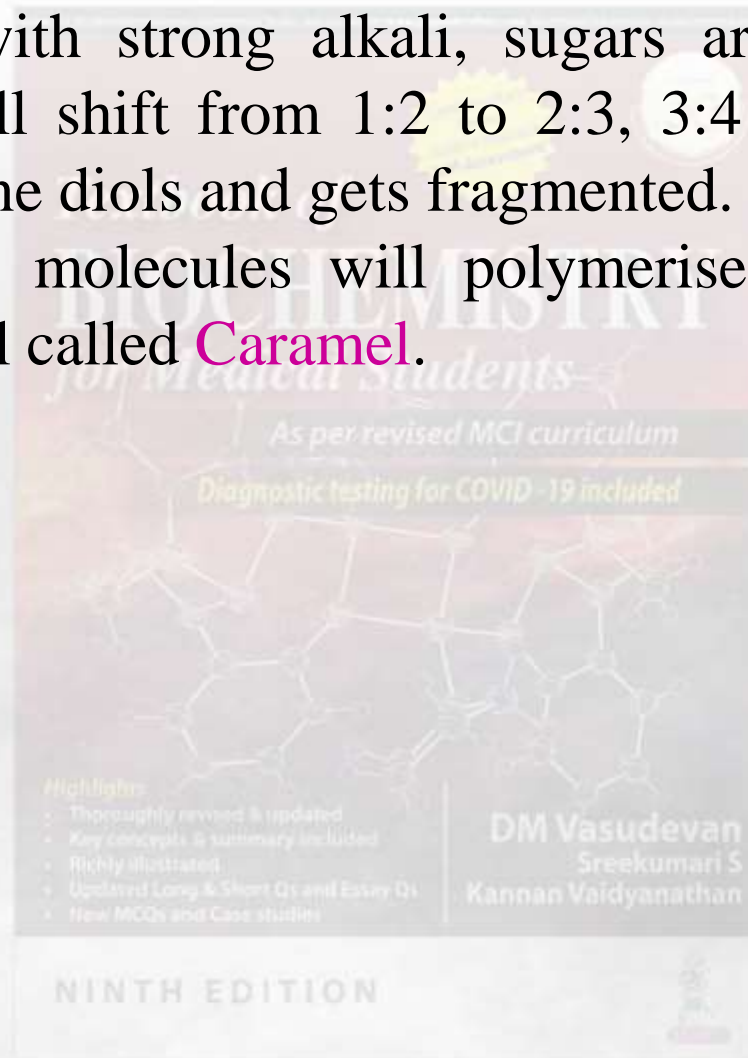 with strong alkali, sugars ar
ll shift from 1:2 to 2:3, 3:4
ne diols and gets fragmented.
molecules will polymerise
l called Caramel.
BIOCHEMISTRY
for Medical Students
As per revised MCI curriculum
Diagnostic testing for COVID-19 included
Highlights
• Thoroughly revised & updated
• Key concepts & summary included
• Richly illustrated
• Updated Long & Short Qs and Essay Qs
• New MCQs and Case studies
DM Vasudevan
Sreekumari S
Kannan Vaidyanathan
NINTH EDITION